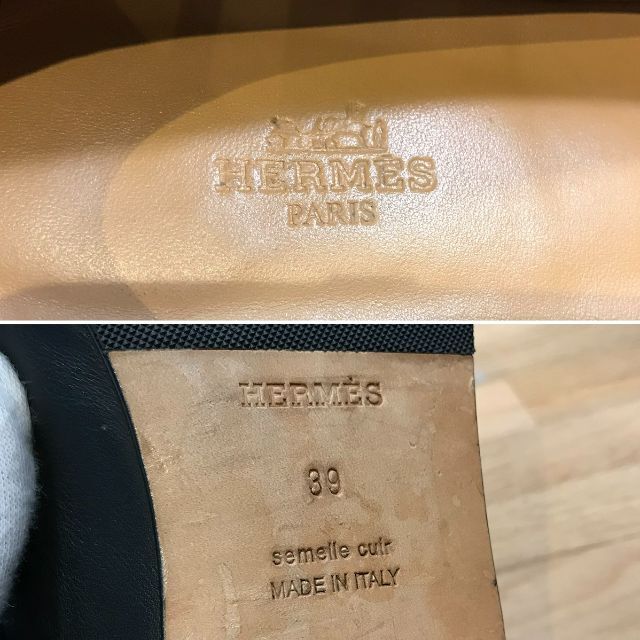 HERMÈS
PARIS
HERMÈS
39
semelle cuir
MADE IN ITALY